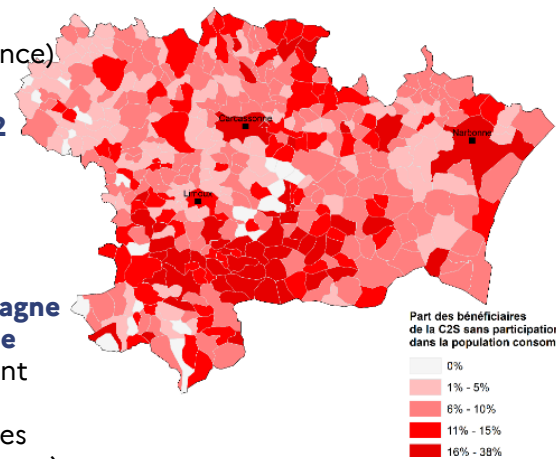 nce)
2
agne
e
nt
es
Carcassonne
Narbonne
Limoux
Part des bénéficiaires
de la C2S sans participation
dans la population consom
0%
1% - 5%
6% - 10%
11% - 15%
16% - 38%